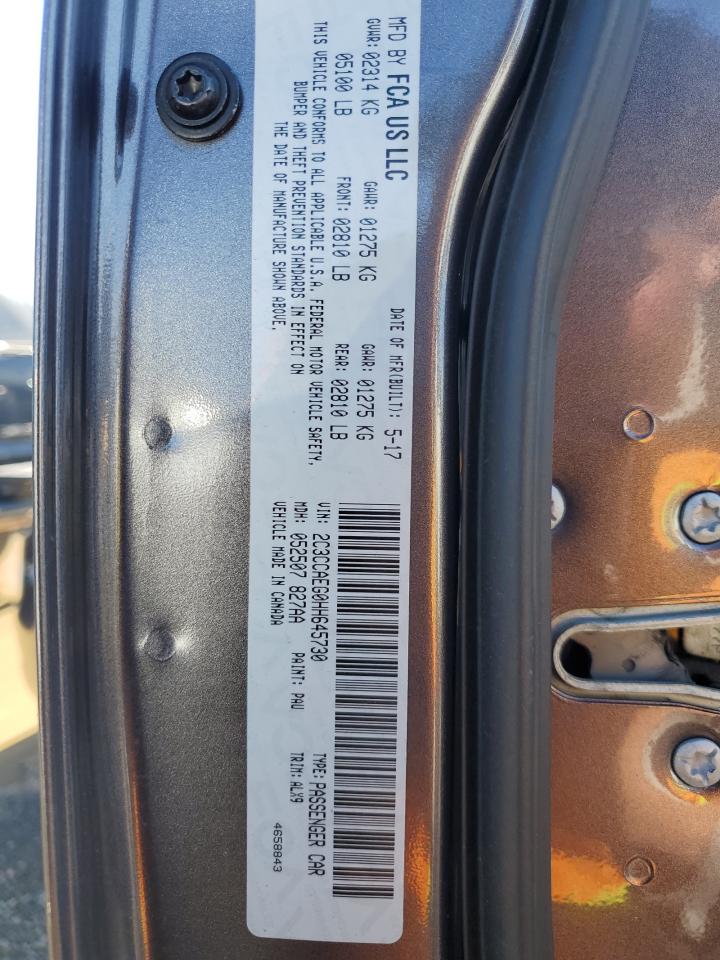 MFD BY FCA US LLC
DATE OF MFR(BUILT): 5-17
GVWR: 02314 KG GAWR: 01275 KG GAWR: 01275 KG
05100 LB FRONT: 02810 LB REAR: 02810 LB
THIS VEHICLE CONFORMS TO ALL APPLICABLE U.S.A. FEDERAL MOTOR VEHICLE SAFETY,
BUMPER AND THEFT PREVENTION STANDARDS IN EFFECT ON
THE DATE OF MANUFACTURE SHOWN ABOVE.
VIN: 2C3CCAEG0HH645730 TYPE: PASSENGER CAR
MDH: 052507 827AA PAINT: PAU TRIM: ALX9
VEHICLE MADE IN CANADA
4658843